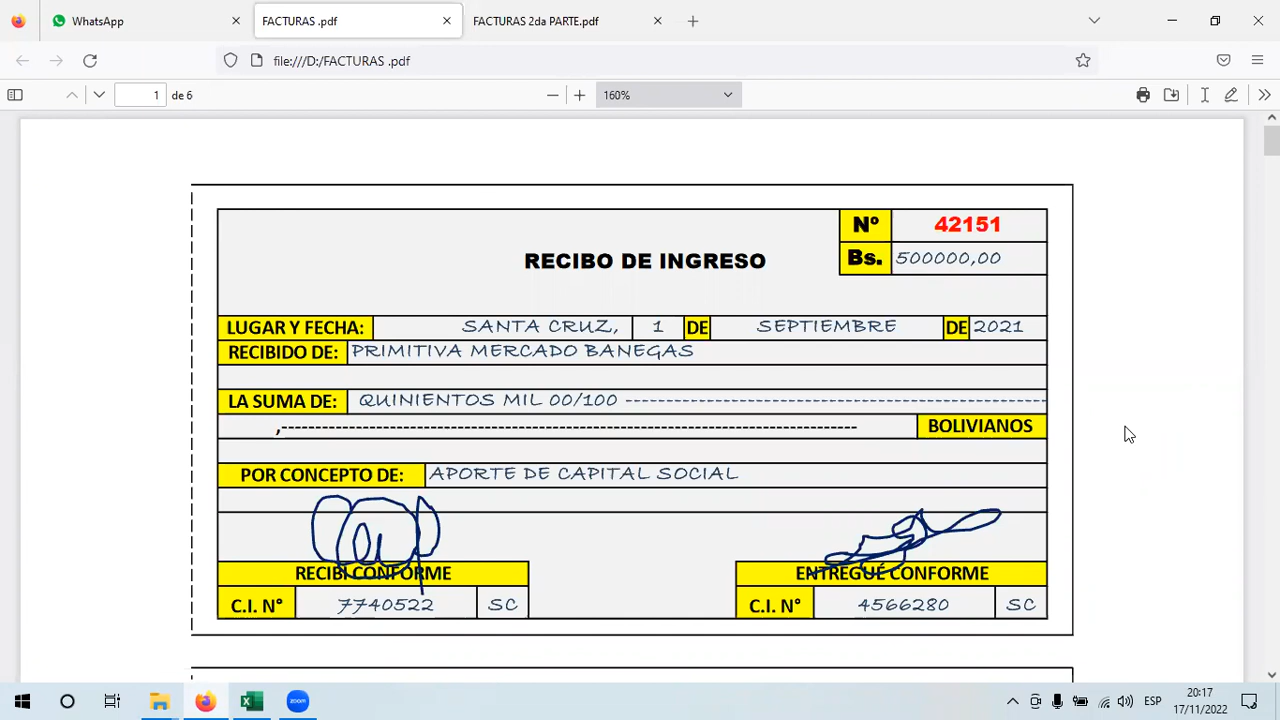 WhatsApp
FACTURAS .pdf
FACTURAS 2da PARTE.pdf
file:///D:/FACTURAS .pdf
1 de 6
160%
Nº 42151
Bs. 500000,00
RECIBO DE INGRESO
LUGAR Y FECHA: SANTA CRUZ, 1 DE SEPTIEMBRE DE 2021
RECIBIDO DE: PRIMITIVA MERCADO BANEGAS
LA SUMA DE: QUINIENTOS MIL 00/100 --------------------------------------------------
,-------------------------------------------------------------------------------- BOLIVIANOS
POR CONCEPTO DE: APORTE DE CAPITAL SOCIAL
RECIBÍ CONFORME ENTREGUÉ CONFORME
C.I. N° 7740522 SC C.I. N° 4566280 SC
zoom
ESP
20:17
17/11/2022